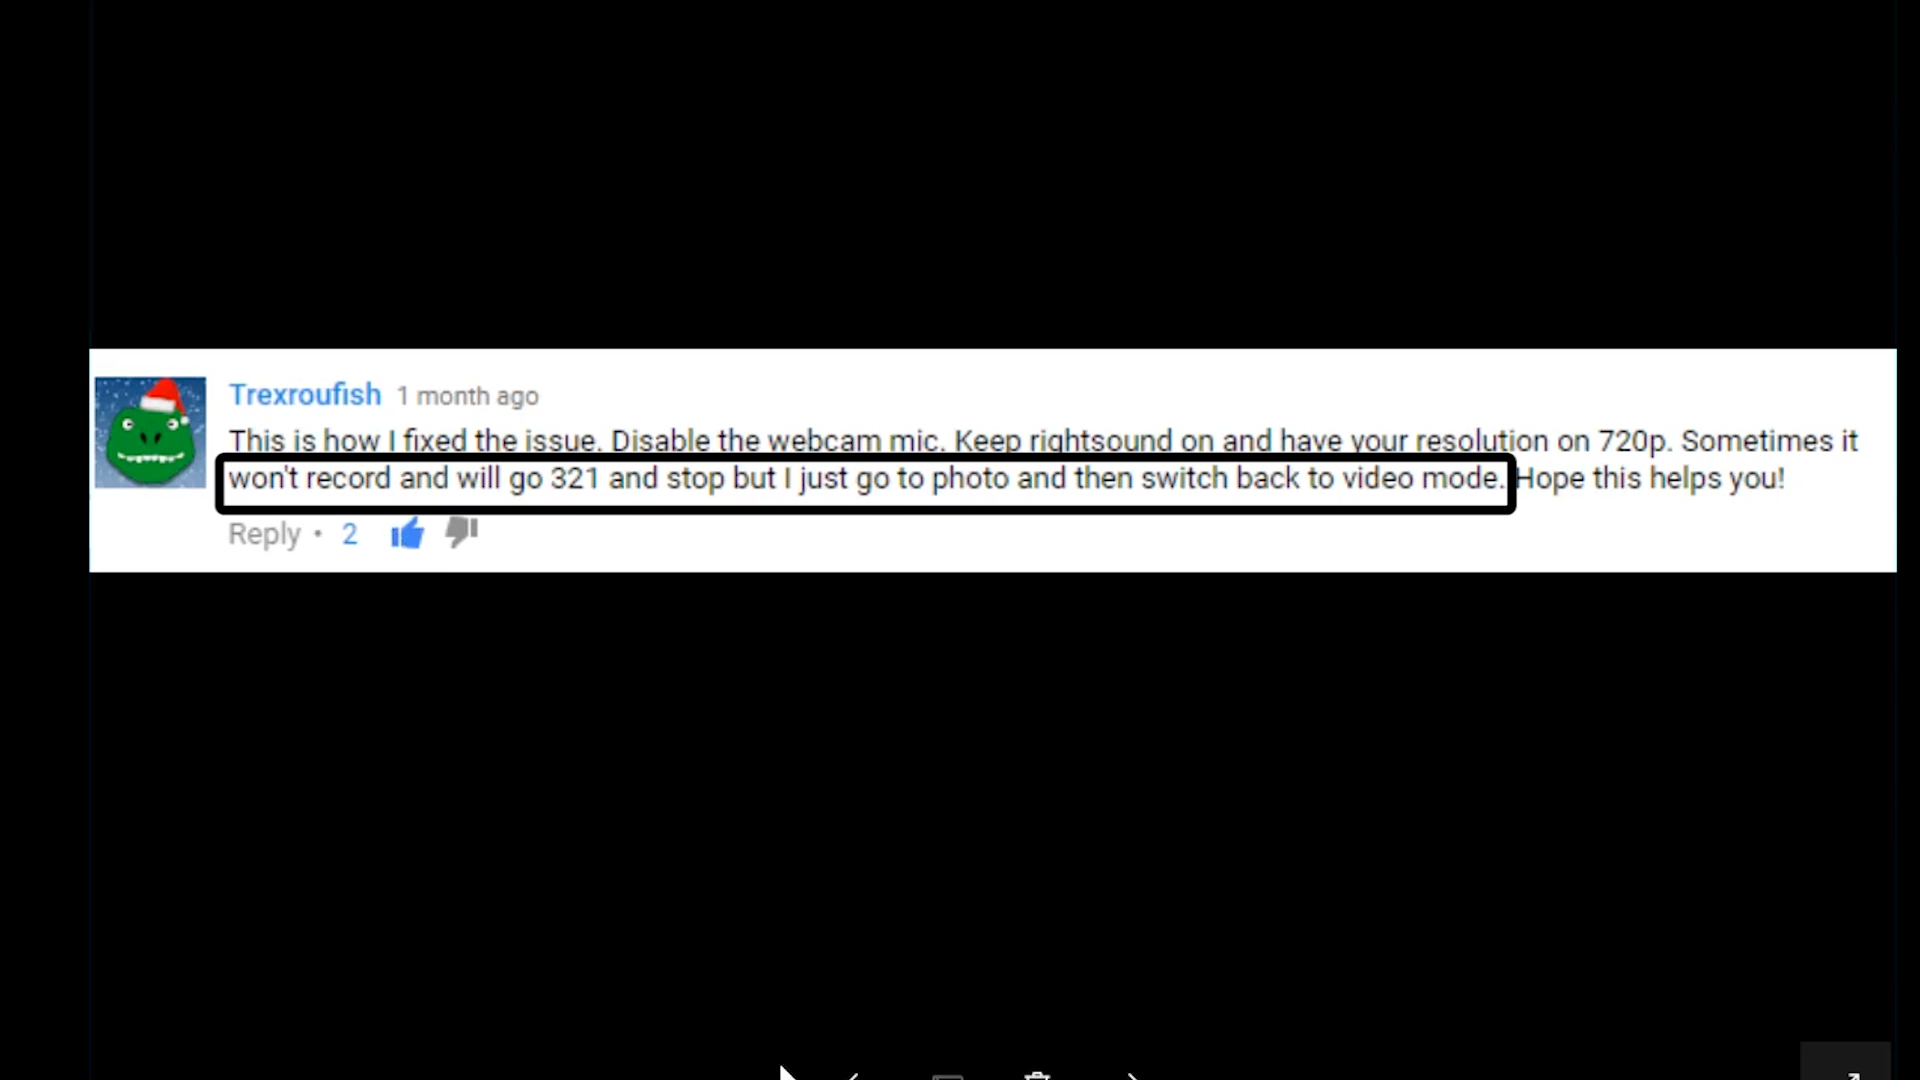 Trexroufish 1 month ago
This is how I fixed the issue. Disable the webcam mic. Keep rightsound on and have your resolution on 720p. Sometimes it
won't record and will go 321 and stop but I just go to photo and then switch back to video mode. Hope this helps you!
Reply • 2